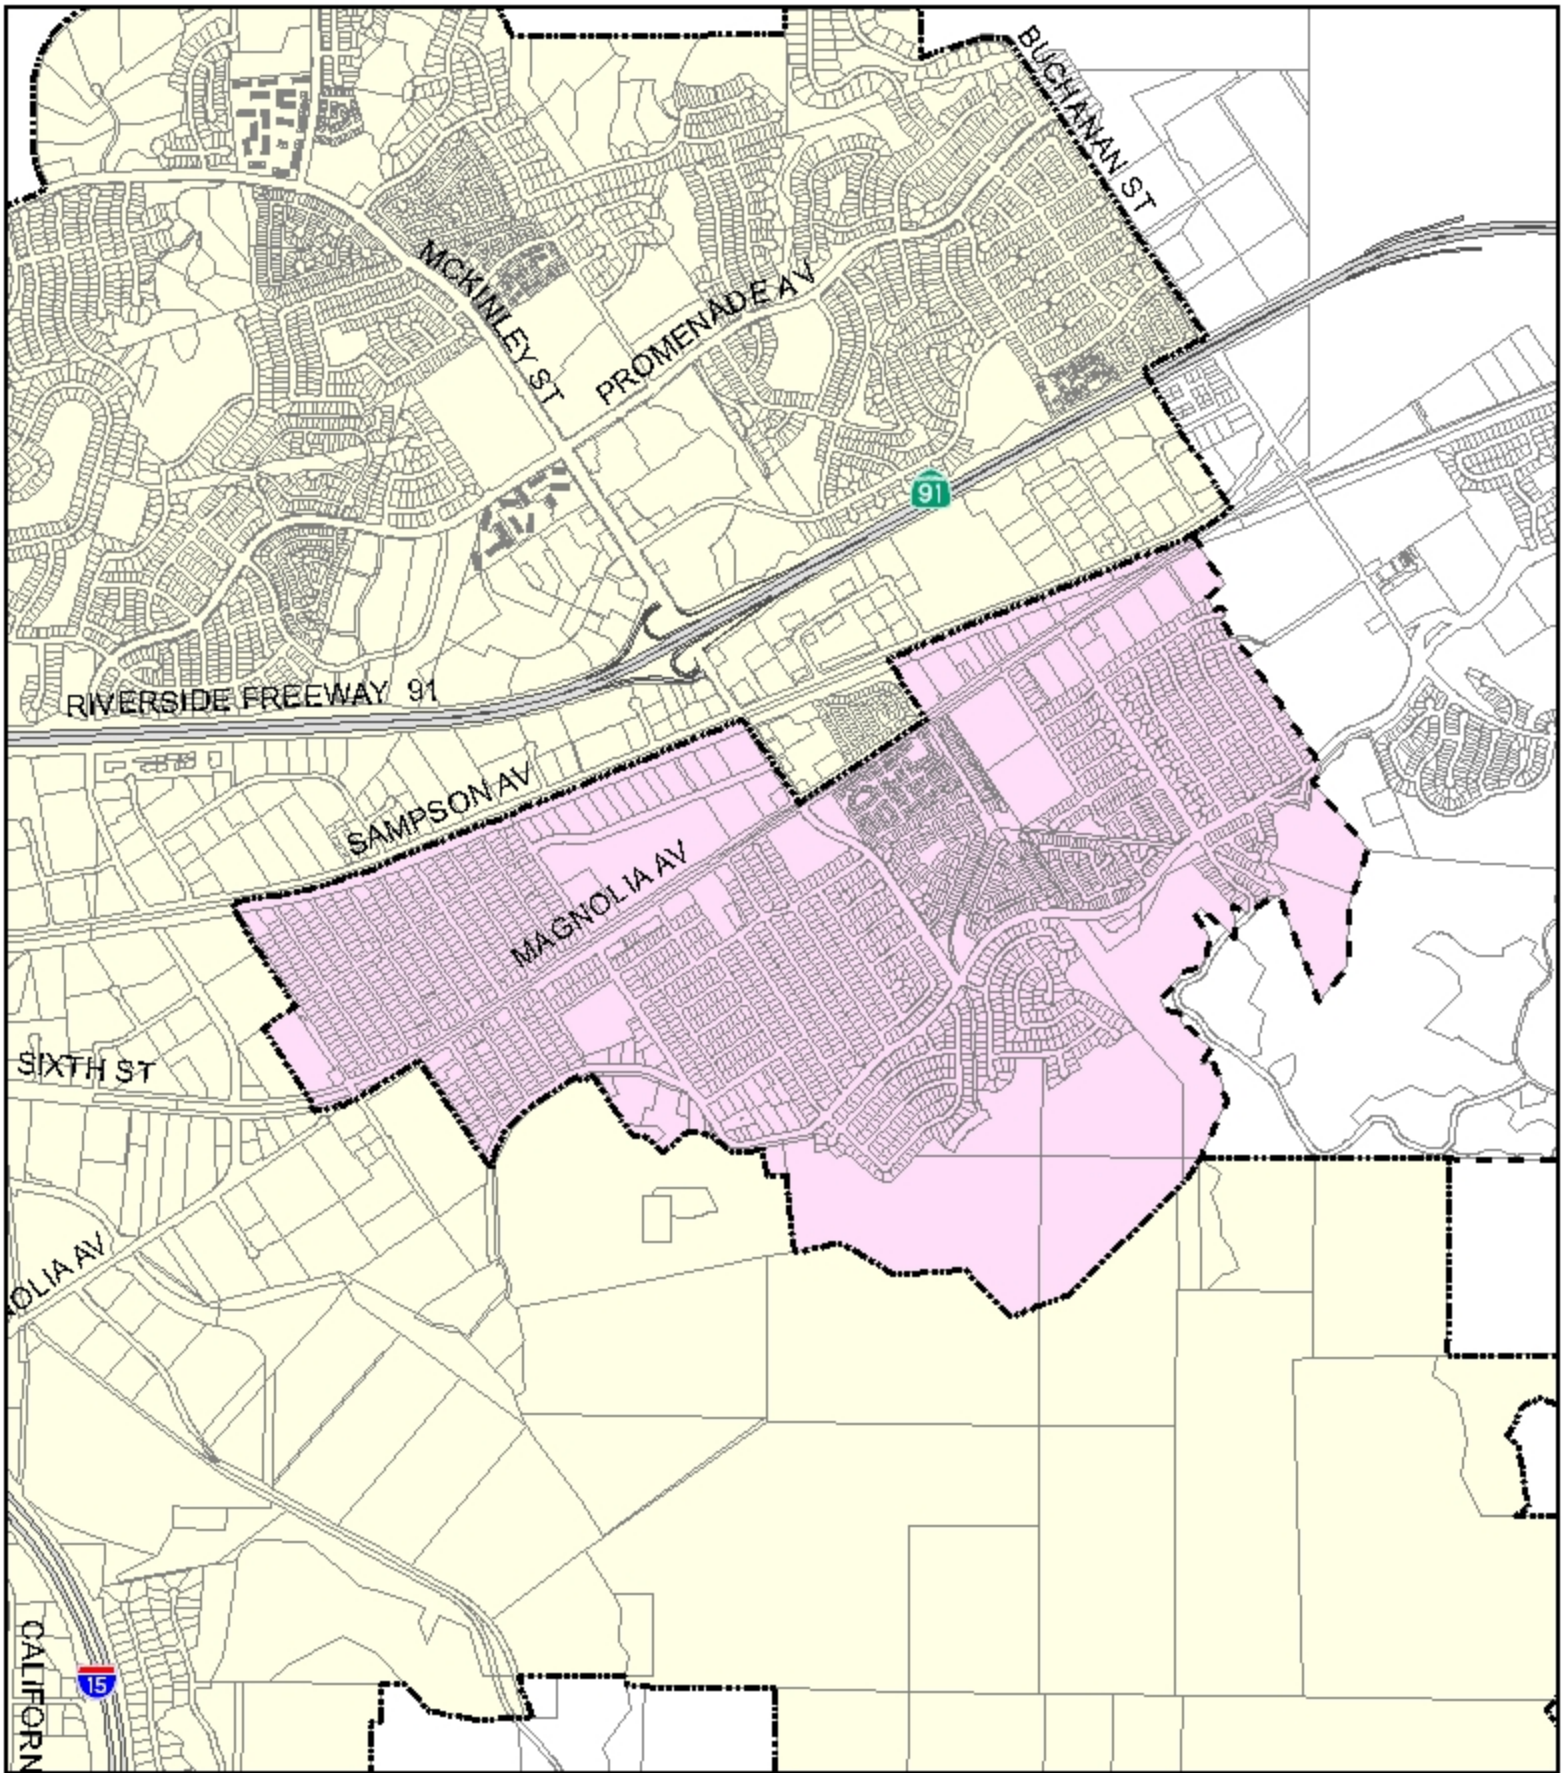 BUCHANAN ST
MCKINLEY ST
PROMENADE AV
91
RIVERSIDE FREEWAY 91
SAMPSON AV
MAGNOLIA AV
SIXTH ST
NOLIA AV
15
CALIFORN